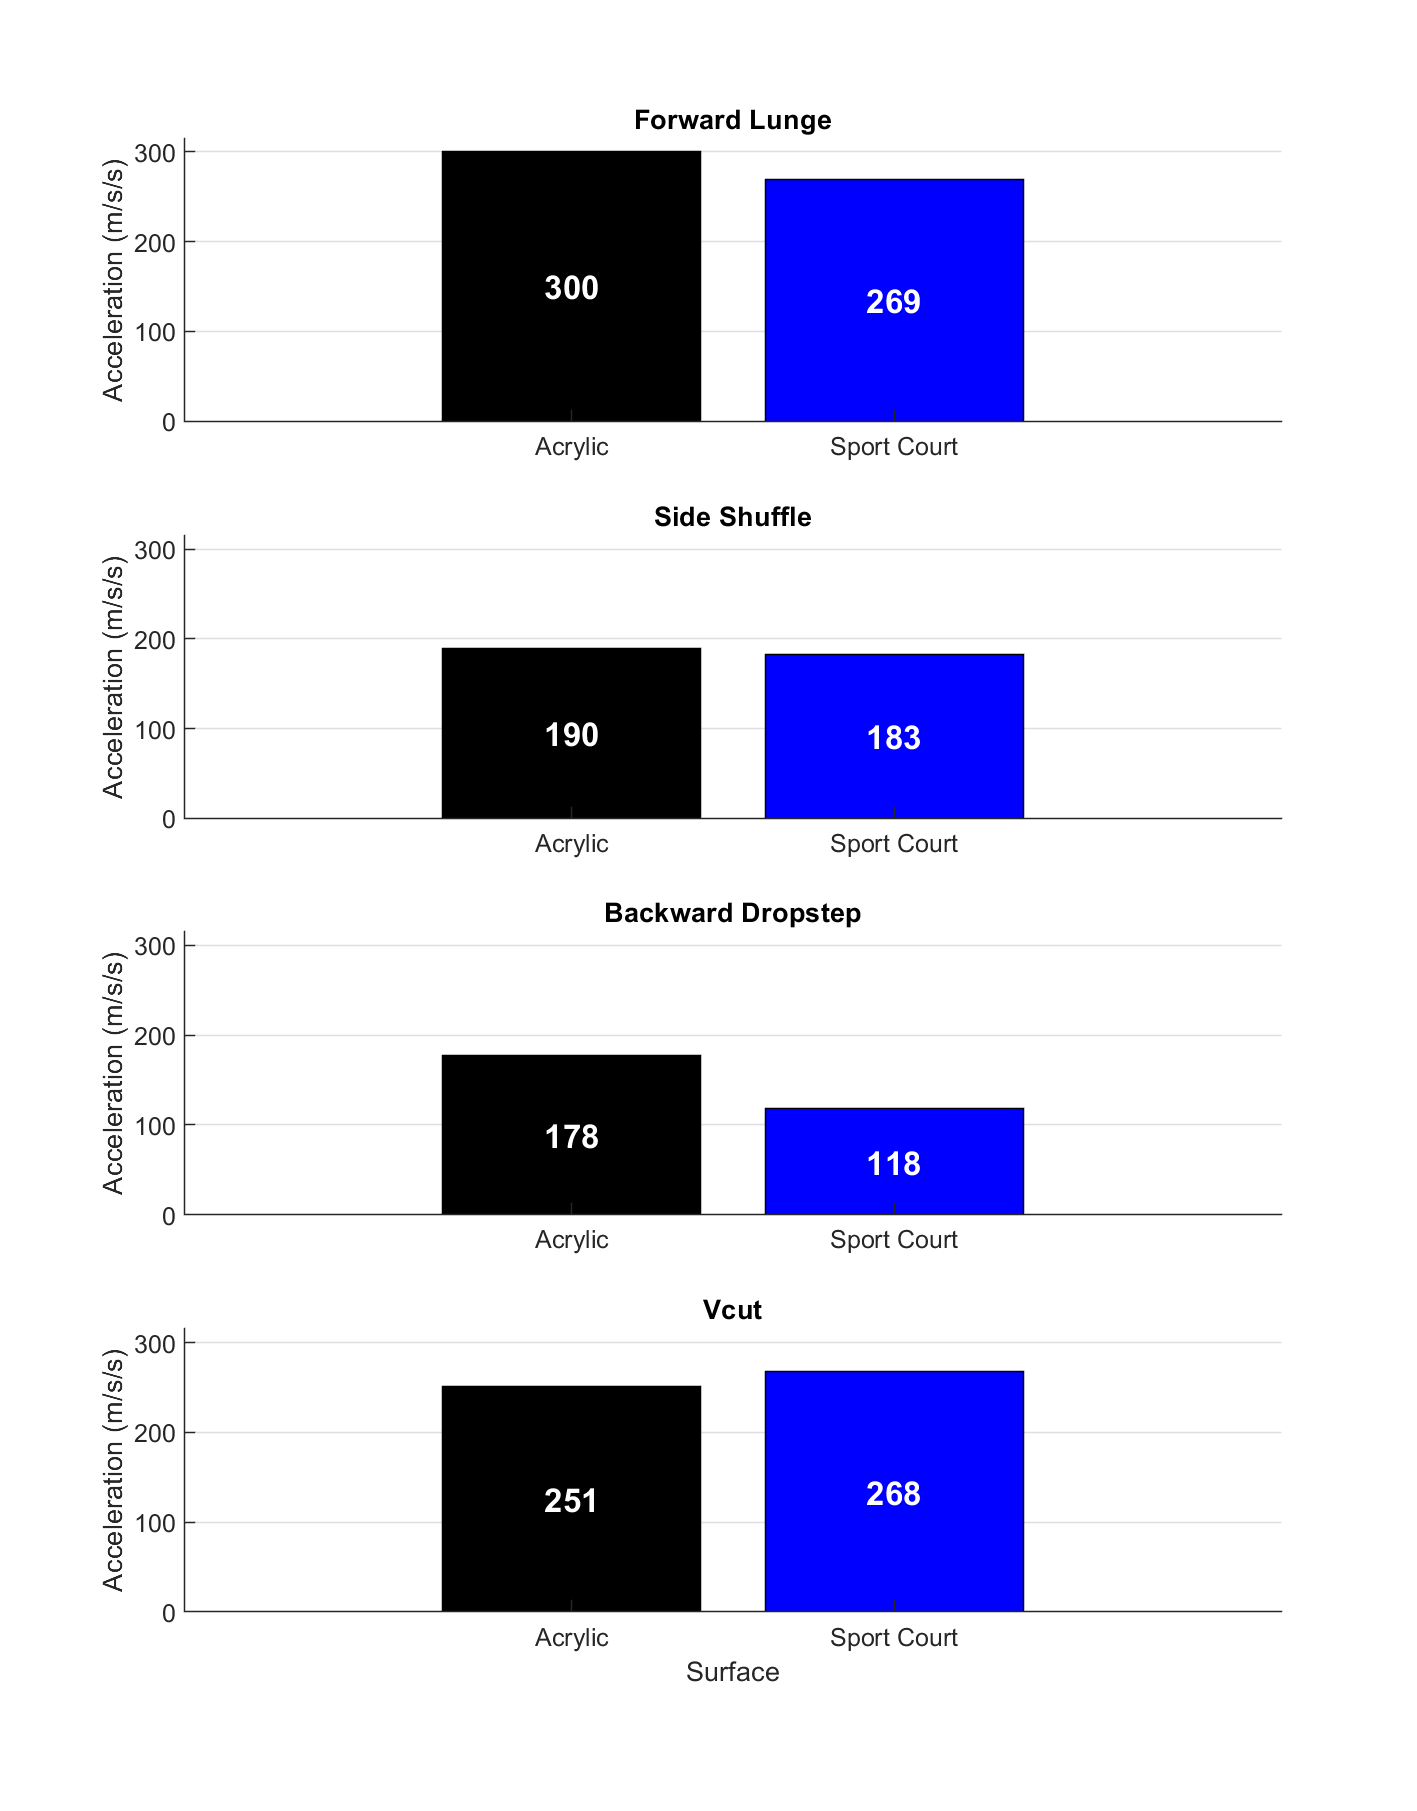 Forward Lunge
Acceleration (m/s/s)
300
200
100
0
300
269
Acrylic
Sport Court
Side Shuffle
Acceleration (m/s/s)
300
200
100
0
190
183
Acrylic
Sport Court
Backward Dropstep
Acceleration (m/s/s)
300
200
100
0
178
118
Acrylic
Sport Court
Vcut
Acceleration (m/s/s)
300
200
100
0
251
268
Acrylic
Sport Court
Surface